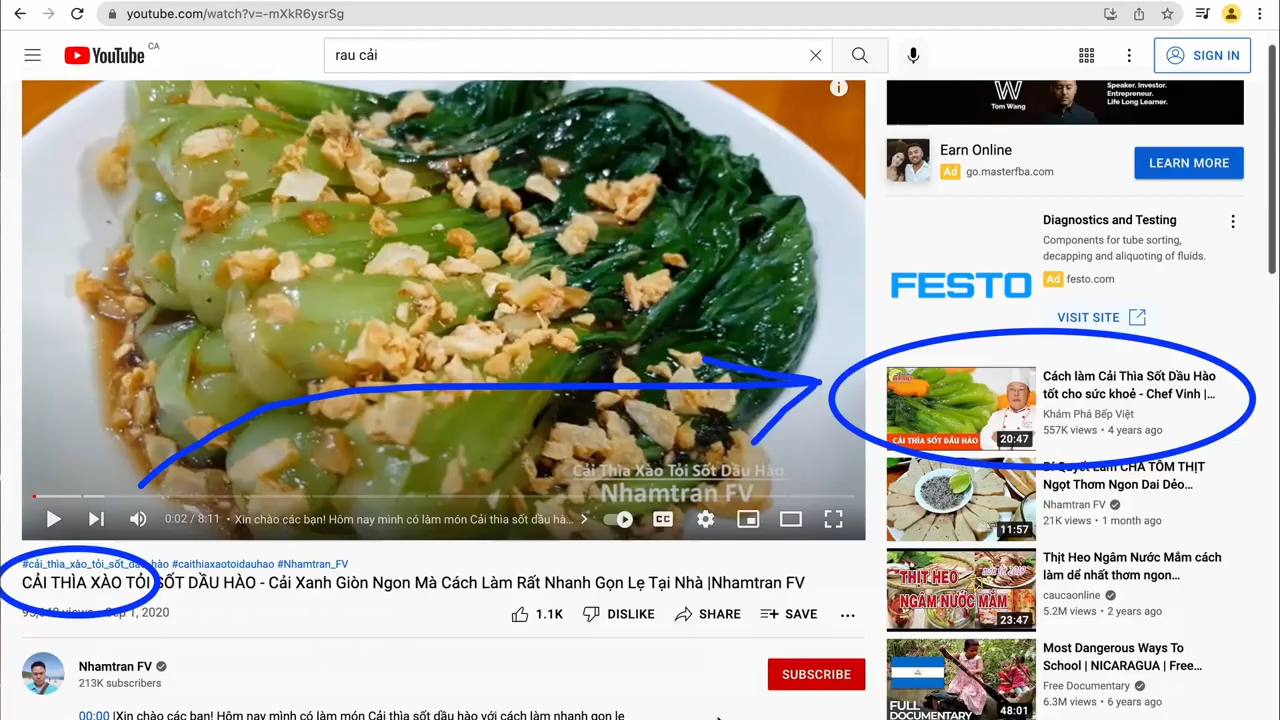 youtube.com/watch?v=-mXkR6ysrSg
YouTube CA
rau cải
SIGN IN
W
Tom Wang
Speaker. Investor.
Entrepreneur.
Life Long Learner.
Earn Online
Ad go.masterfba.com
LEARN MORE
Diagnostics and Testing
Components for tube sorting,
decapping and aliquoting of fluids.
Ad festo.com
FESTO
VISIT SITE
CẢI THÌA SỐT DẦU HÀO
20:47
Cách làm Cải Thìa Sốt Dầu Hào
tốt cho sức khoẻ - Chef Vinh |...
Khám Phá Bếp Việt
557K views • 4 years ago
11:57
Bí Quyết Làm CHẢ TÔM THỊT
Ngọt Thơm Ngon Dai Dẻo...
Nhamtran FV
21K views • 1 month ago
THỊT HEO
NGÂM NƯỚC MẮM
23:47
Thịt Heo Ngâm Nước Mắm cách
làm để nhất thơm ngon...
caucaonline
5.2M views • 2 years ago
FULL
DOCUMENTARY
48:01
Most Dangerous Ways To
School | NICARAGUA | Free...
Free Documentary
6.3M views • 6 years ago
Cải Thìa Xào Tỏi Sốt Dầu Hào
Nhamtran FV
0:02 / 8:11 • Xin chào các bạn! Hôm nay mình có làm món Cải thìa sốt dầu hà...
CC
#cải_thìa_xào_tỏi_sốt_dầu_hào #caithiaxaotoidauhao #Nhamtran_FV
CẢI THÌA XÀO TỎI SỐT DẦU HÀO - Cải Xanh Giòn Ngon Mà Cách Làm Rất Nhanh Gọn Lẹ Tại Nhà |Nhamtran FV
views • Sep 1, 2020
1.1K
DISLIKE
SHARE
SAVE
Nhamtran FV
213K subscribers
SUBSCRIBE
00:00 |Xin chào các bạn! Hôm nay mình có làm món Cải thìa sốt dầu hào với cách làm nhanh gọn lẹ